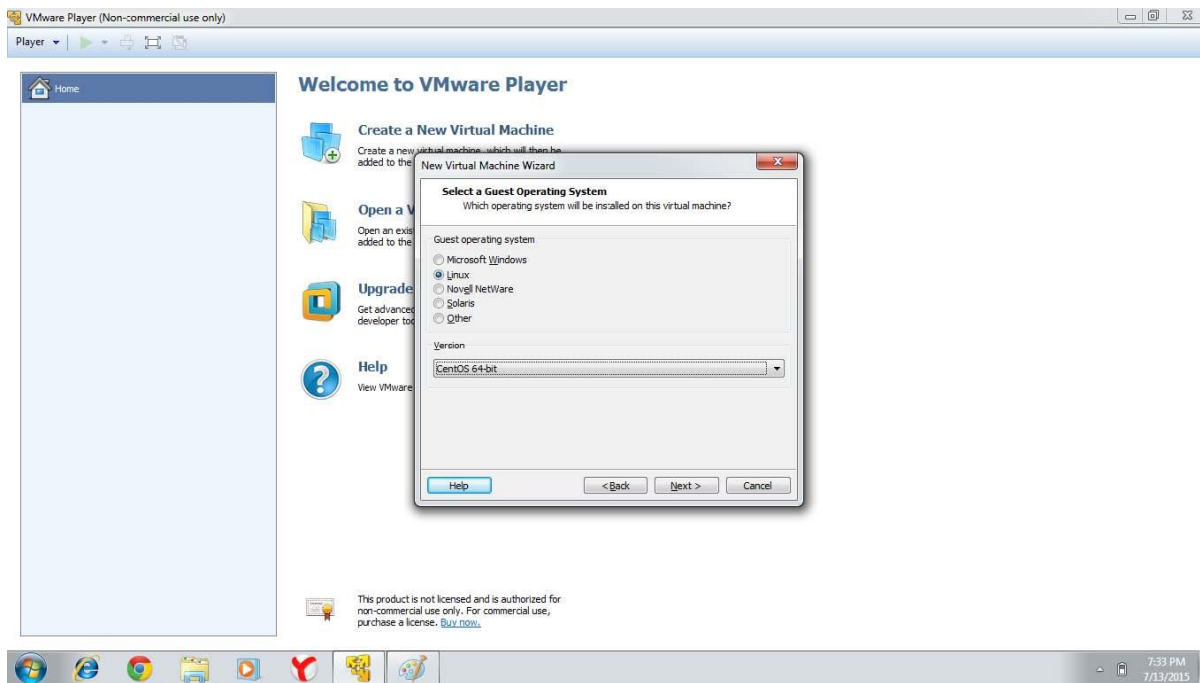 VMware Player (Non-commercial use only)
Player
Home
Welcome to VMware Player
Create a New Virtual Machine
Create a new virtual machine, which will then be
added to the
Open a V
Open an exis
added to the
Upgrade
Get advanced
developer too
Help
View VMware
New Virtual Machine Wizard
Select a Guest Operating System
Which operating system will be installed on this virtual machine?
Guest operating system
Microsoft Windows
Linux
Novell NetWare
Solaris
Other
Version
CentOS 64-bit
Help
< Back
Next >
Cancel
This product is not licensed and is authorized for
non-commercial use only. For commercial use,
purchase a license. Buy now.
7:33 PM
7/13/2015